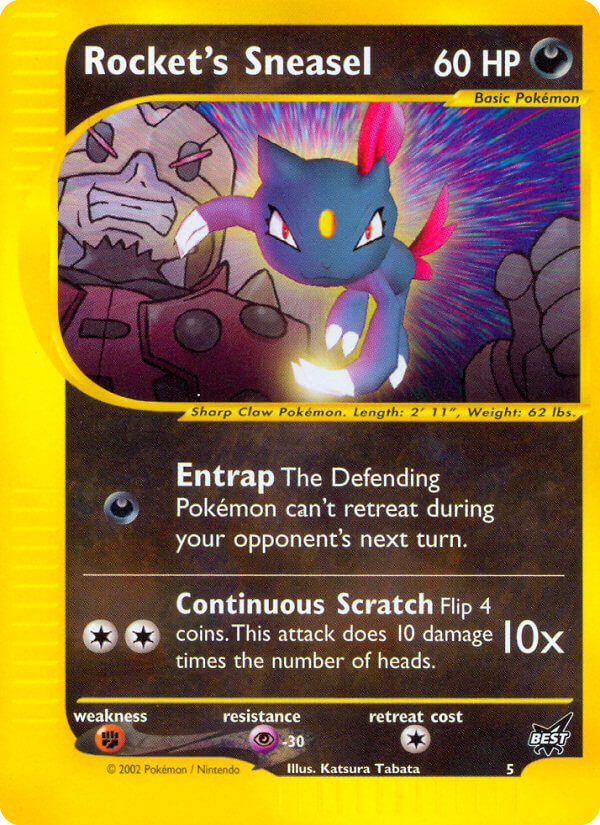 Rocket's Sneasel 60 HP
Basic Pokémon
Sharp Claw Pokémon. Length: 2' 11", Weight: 62 lbs.
Entrap The Defending
Pokémon can't retreat during
your opponent's next turn.
Continuous Scratch Flip 4
coins. This attack does 10 damage 10x
times the number of heads.
weakness resistance retreat cost
-30
BEST
© 2002 Pokémon / Nintendo Illus. Katsura Tabata 5